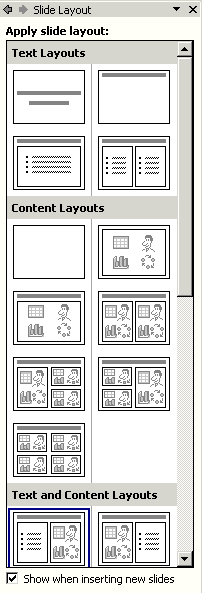 Slide Layout
Apply slide layout:
Text Layouts
Content Layouts
Text and Content Layouts
Show when inserting new slides